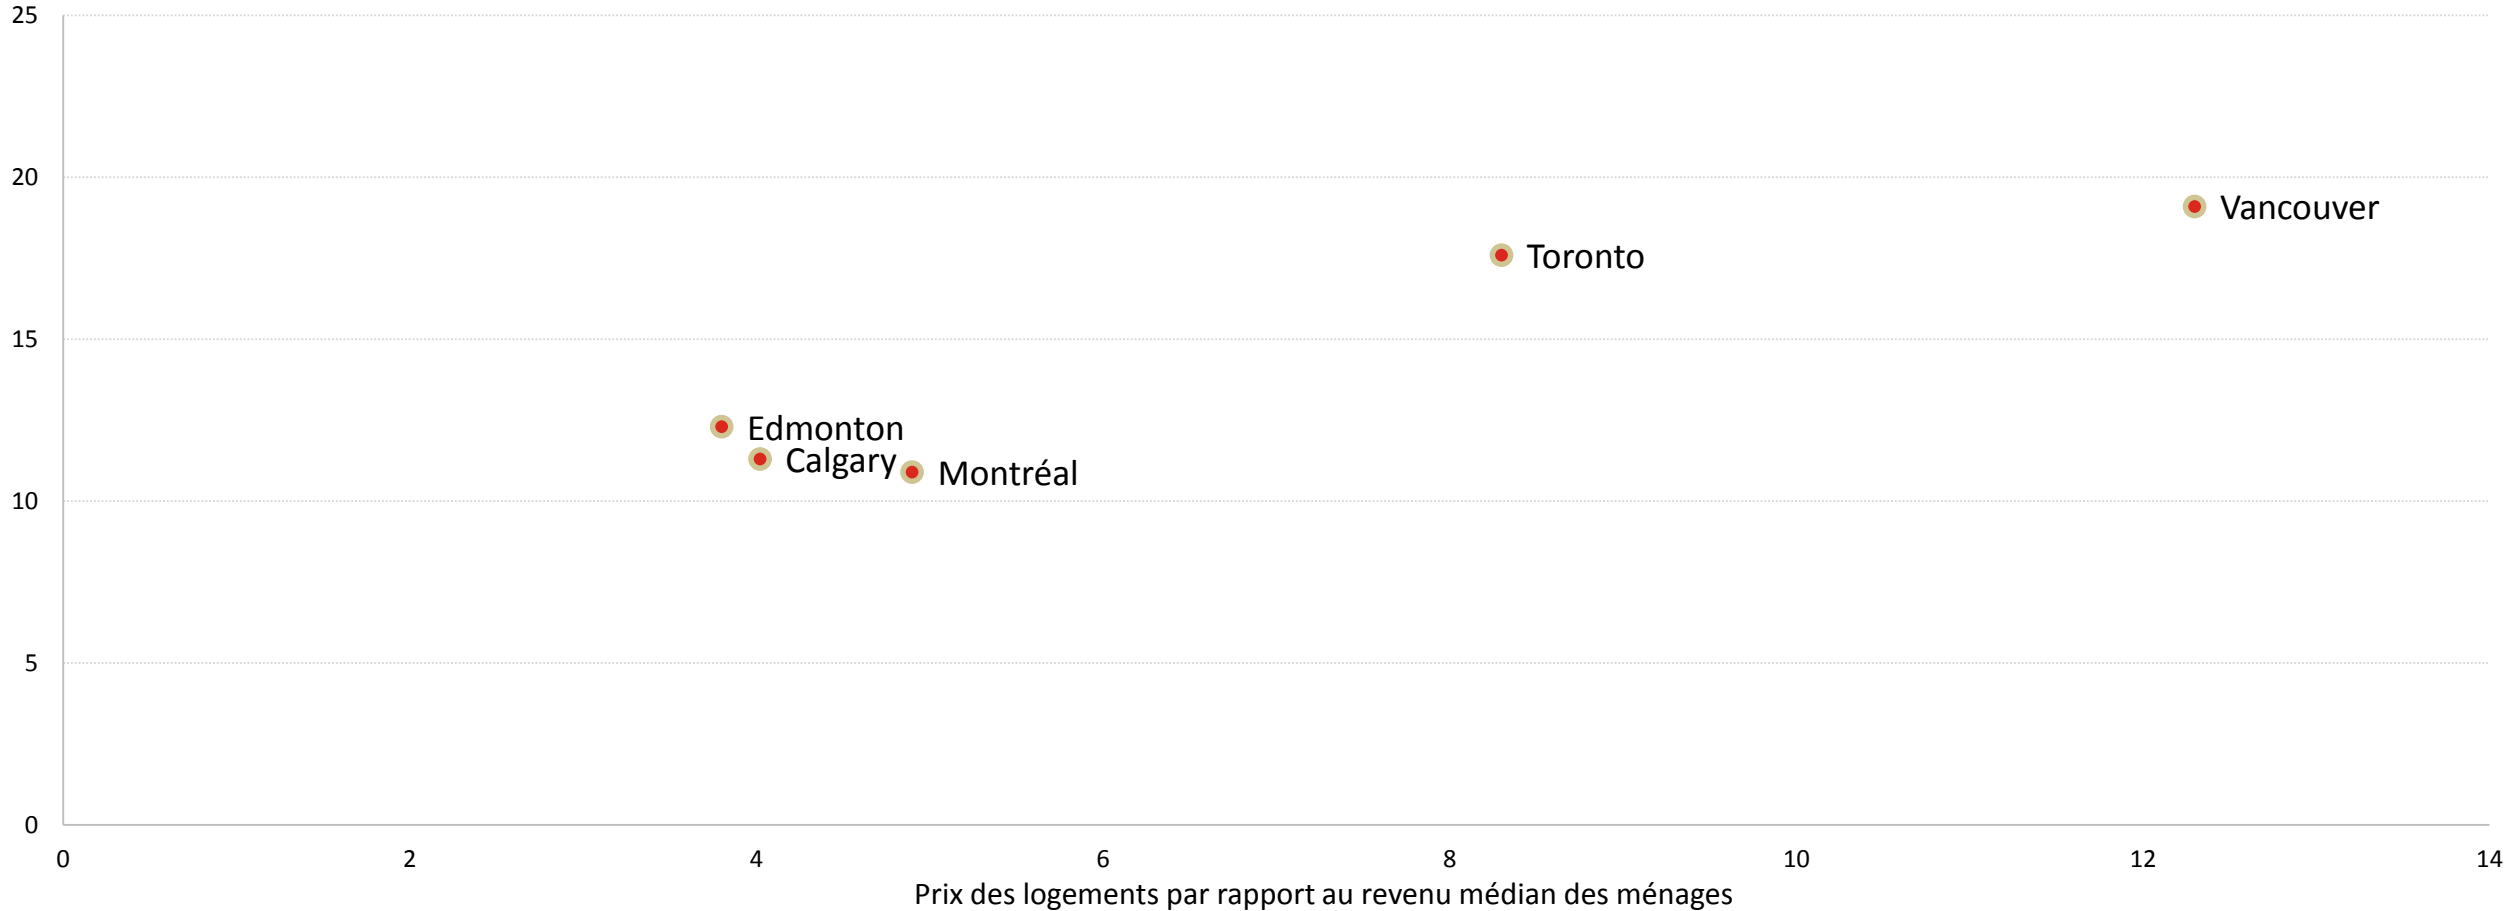 25
20
Vancouver
Toronto
15
Edmonton
Calgary
Montréal
10
5
0
0 2 4 6 8 10 12 14
Prix des logements par rapport au revenu médian des ménages